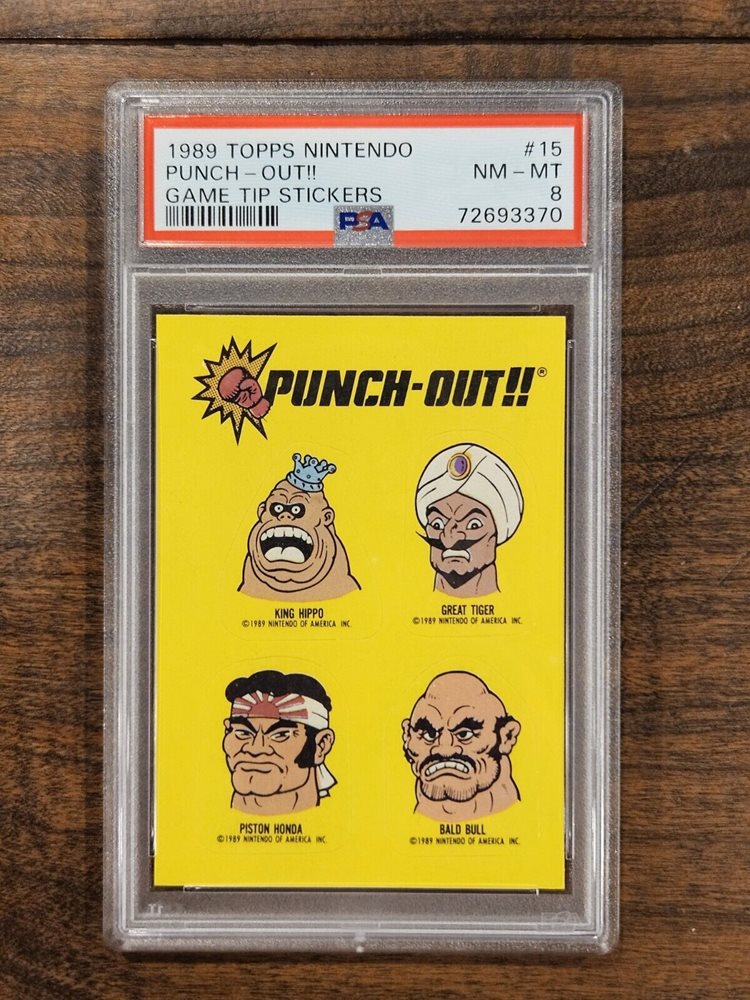 1989 TOPPS NINTENDO #15
PUNCH-OUT!! NM-MT
GAME TIP STICKERS 8
PSA 72693370
PUNCH-OUT!!®
KING HIPPO
©1989 NINTENDO OF AMERICA INC.
GREAT TIGER
©1989 NINTENDO OF AMERICA INC.
PISTON HONDA
©1989 NINTENDO OF AMERICA INC.
BALD BULL
©1989 NINTENDO OF AMERICA INC.